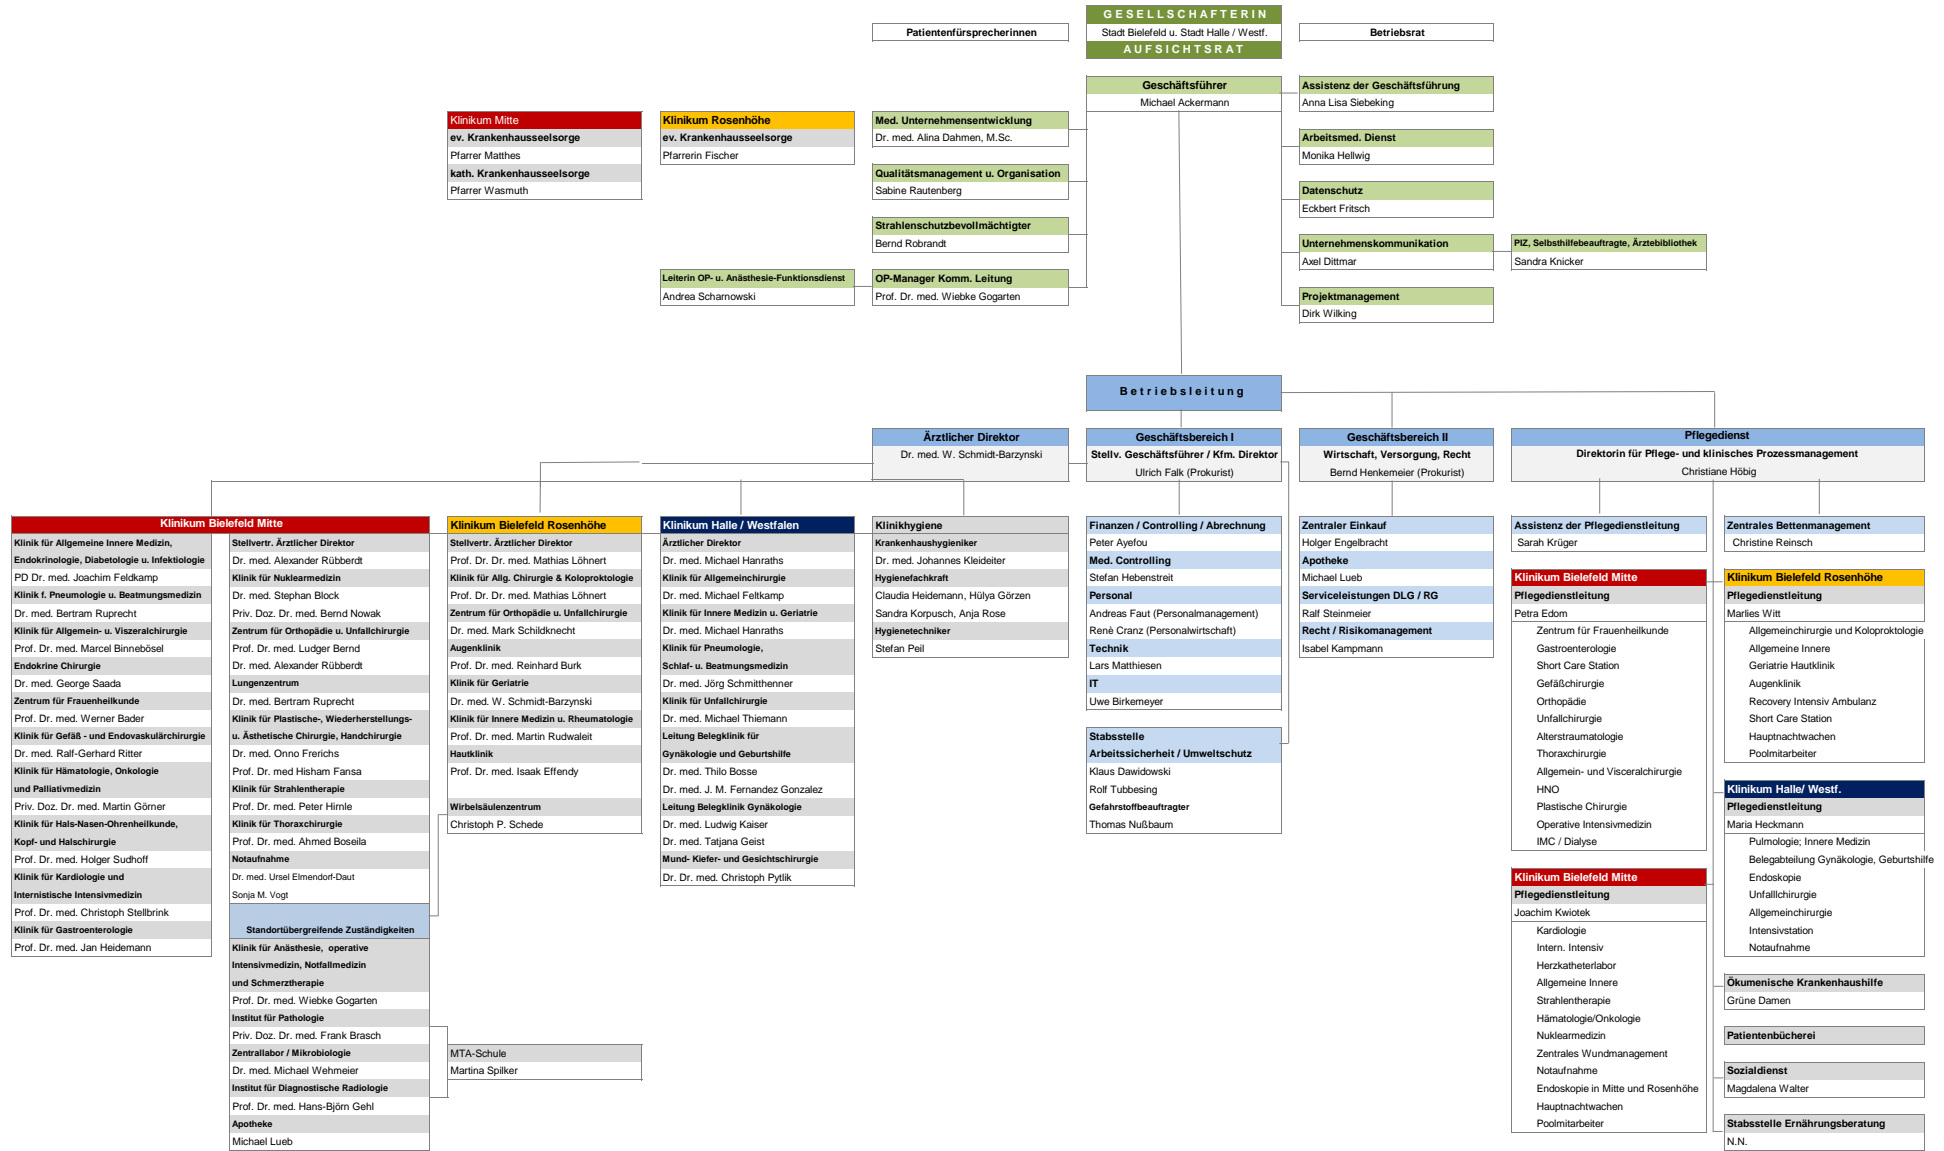 GESELLSCHAFTERIN
Stadt Bielefeld u. Stadt Halle / Westf.
AUFSICHTSRAT
Patientenfürsprecherinnen
Betriebsrat
Geschäftsführer
Michael Ackermann
Assistenz der Geschäftsführung
Anna Lisa Siebeking
Klinikum Mitte
ev. Krankenhausseelsorge
Pfarrer Matthes
kath. Krankenhausseelsorge
Pfarrer Wasmuth
Klinikum Rosenhöhe
ev. Krankenhausseelsorge
Pfarrerin Fischer
Med. Unternehmensentwicklung
Dr. med. Alina Dahmen, M.Sc.
Qualitätsmanagement u. Organisation
Sabine Rautenberg
Strahlenschutzbevollmächtigter
Bernd Robrandt
Leiterin OP- u. Anästhesie-Funktionsdienst
Andrea Scharnowski
OP-Manager Komm. Leitung
Prof. Dr. med. Wiebke Gogarten
Arbeitsmed. Dienst
Monika Hellwig
Datenschutz
Eckbert Fritsch
Unternehmenskommunikation
Axel Dittmar
PIZ, Selbsthilfebeauftragte, Ärztebibliothek
Sandra Knicker
Projektmanagement
Dirk Wilking
Betriebsleitung
Ärztlicher Direktor
Dr. med. W. Schmidt-Barzynski
Geschäftsbereich I
Stellv. Geschäftsführer / Kfm. Direktor
Ulrich Falk (Prokurist)
Geschäftsbereich II
Wirtschaft, Versorgung, Recht
Bernd Henkemeier (Prokurist)
Pflegedienst
Direktorin für Pflege- und klinisches Prozessmanagement
Christiane Höbig
Klinikum Bielefeld Mitte
Klinik für Allgemeine Innere Medizin,
Endokrinologie, Diabetologie u. Infektiologie
PD Dr. med. Joachim Feldkamp
Klinik f. Pneumologie u. Beatmungsmedizin
Dr. med. Bertram Ruprecht
Klinik für Allgemein- u. Viszeralchirurgie
Prof. Dr. med. Marcel Binnebösel
Endokrine Chirurgie
Dr. med. George Saada
Zentrum für Frauenheilkunde
Prof. Dr. med. Werner Bader
Klinik für Gefäß - und Endovaskulärchirurgie
Dr. med. Ralf-Gerhard Ritter
Klinik für Hämatologie, Onkologie
und Palliativmedizin
Priv. Doz. Dr. med. Martin Görner
Klinik für Hals-Nasen-Ohrenheilkunde,
Kopf- und Halschirurgie
Prof. Dr. med. Holger Sudhoff
Klinik für Kardiologie und
Internistische Intensivmedizin
Prof. Dr. med. Christoph Stellbrink
Klinik für Gastroenterologie
Prof. Dr. med. Jan Heidemann
Stellvertr. Ärztlicher Direktor
Dr. med. Alexander Rübberdt
Klinik für Nuklearmedizin
Dr. med. Stephan Block
Priv. Doz. Dr. med. Bernd Nowak
Zentrum für Orthopädie u. Unfallchirurgie
Prof. Dr. med. Ludger Bernd
Dr. med. Alexander Rübberdt
Lungenzentrum
Dr. med. Bertram Ruprecht
Klinik für Plastische-, Wiederherstellungs-
u. Ästhetische Chirurgie, Handchirurgie
Dr. med. Onno Frerichs
Prof. Dr. med Hisham Fansa
Klinik für Strahlentherapie
Prof. Dr. med. Peter Hirnle
Klinik für Thoraxchirurgie
Prof. Dr. med. Ahmed Boseila
Notaufnahme
Dr. med. Ursel Elmendorf-Daut
Sonja M. Vogt
Standortübergreifende Zuständigkeiten
Klinik für Anästhesie, operative
Intensivmedizin, Notfallmedizin
und Schmerztherapie
Prof. Dr. med. Wiebke Gogarten
Institut für Pathologie
Priv. Doz. Dr. med. Frank Brasch
Zentrallabor / Mikrobiologie
Dr. med. Michael Wehmeier
Institut für Diagnostische Radiologie
Prof. Dr. med. Hans-Björn Gehl
Apotheke
Michael Lueb
Klinikum Bielefeld Rosenhöhe
Stellvertr. Ärztlicher Direktor
Prof. Dr. Dr. med. Mathias Löhnert
Klinik für Allg. Chirurgie & Koloproktologie
Prof. Dr. Dr. med. Mathias Löhnert
Zentrum für Orthopädie u. Unfallchirurgie
Dr. med. Mark Schildknecht
Augenklinik
Prof. Dr. med. Reinhard Burk
Klinik für Geriatrie
Dr. med. W. Schmidt-Barzynski
Klinik für Innere Medizin u. Rheumatologie
Prof. Dr. med. Martin Rudwaleit
Hautklinik
Prof. Dr. med. Isaak Effendy
Wirbelsäulenzentrum
Christoph P. Schede
MTA-Schule
Martina Spilker
Klinikum Halle / Westfalen
Ärztlicher Direktor
Dr. med. Michael Hanraths
Klinik für Allgemeinchirurgie
Dr. med. Michael Feltkamp
Klinik für Innere Medizin u. Geriatrie
Dr. med. Michael Hanraths
Klinik für Pneumologie,
Schlaf- u. Beatmungsmedizin
Dr. med. Jörg Schmitthenner
Klinik für Unfallchirurgie
Dr. med. Michael Thiemann
Leitung Belegklinik für
Gynäkologie und Geburtshilfe
Dr. med. Thilo Bosse
Dr. med. J. M. Fernandez Gonzalez
Leitung Belegklinik Gynäkologie
Dr. med. Ludwig Kaiser
Dr. med. Tatjana Geist
Mund- Kiefer- und Gesichtschirurgie
Dr. Dr. med. Christoph Pytlik
Klinikhygiene
Krankenhaushygieniker
Dr. med. Johannes Kleideiter
Hygienefachkraft
Claudia Heidemann, Hülya Görzen
Sandra Korpusch, Anja Rose
Hygienetechniker
Stefan Peil
Finanzen / Controlling / Abrechnung
Peter Ayefou
Med. Controlling
Stefan Hebenstreit
Personal
Andreas Faut (Personalmanagement)
Renè Cranz (Personalwirtschaft)
Technik
Lars Matthiesen
IT
Uwe Birkemeyer
Stabsstelle
Arbeitssicherheit / Umweltschutz
Klaus Dawidowski
Rolf Tubbesing
Gefahrstoffbeauftragter
Thomas Nußbaum
Zentraler Einkauf
Holger Engelbracht
Apotheke
Michael Lueb
Serviceleistungen DLG / RG
Ralf Steinmeier
Recht / Risikomanagement
Isabel Kampmann
Assistenz der Pflegedienstleitung
Sarah Krüger
Klinikum Bielefeld Mitte
Pflegedienstleitung
Petra Edom
Zentrum für Frauenheilkunde
Gastroenterologie
Short Care Station
Gefäßchirurgie
Orthopädie
Unfallchirurgie
Alterstraumatologie
Thoraxchirurgie
Allgemein- und Visceralchirurgie
HNO
Plastische Chirurgie
Operative Intensivmedizin
IMC / Dialyse
Klinikum Bielefeld Mitte
Pflegedienstleitung
Joachim Kwiotek
Kardiologie
Intern. Intensiv
Herzkatheterlabor
Allgemeine Innere
Strahlentherapie
Hämatologie/Onkologie
Nuklearmedizin
Zentrales Wundmanagement
Notaufnahme
Endoskopie in Mitte und Rosenhöhe
Hauptnachtwachen
Poolmitarbeiter
Zentrales Bettenmanagement
Christine Reinsch
Klinikum Bielefeld Rosenhöhe
Pflegedienstleitung
Marlies Witt
Allgemeinchirurgie und Koloproktologie
Allgemeine Innere
Geriatrie Hautklinik
Augenklinik
Recovery Intensiv Ambulanz
Short Care Station
Hauptnachtwachen
Poolmitarbeiter
Klinikum Halle/ Westf.
Pflegedienstleitung
Maria Heckmann
Pulmologie; Innere Medizin
Belegabteilung Gynäkologie, Geburtshilfe
Endoskopie
Unfalllchirurgie
Allgemeinchirurgie
Intensivstation
Notaufnahme
Ökumenische Krankenhaushilfe
Grüne Damen
Patientenbücherei
Sozialdienst
Magdalena Walter
Stabsstelle Ernährungsberatung
N.N.